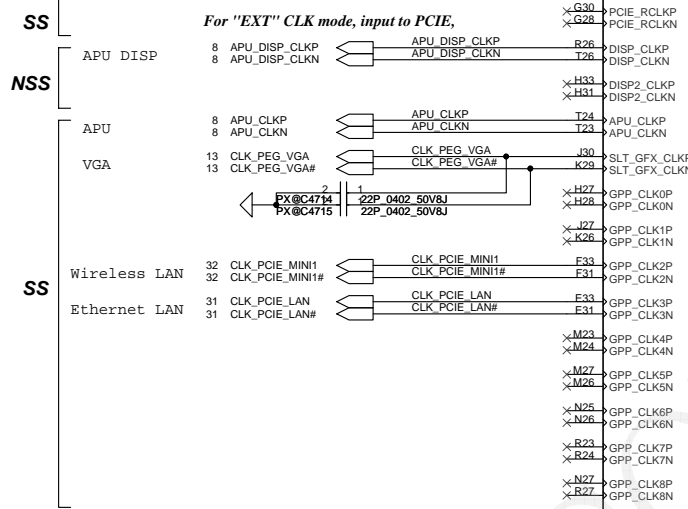 SS
For "EXT" CLK mode, input to PCIE,
G30 PCIE_RCLKP
G28 PCIE_RCLKN
NSS
APU DISP
8 APU_DISP_CLKP APU_DISP_CLKP R26 DISP_CLKP
8 APU_DISP_CLKN APU_DISP_CLKN T26 DISP_CLKN
H33 DISP2_CLKP
H31 DISP2_CLKN
APU
8 APU_CLKP APU_CLKP T24 APU_CLKP
8 APU_CLKN APU_CLKN T23 APU_CLKN
VGA
13 CLK_PEG_VGA CLK_PEG_VGA J30 SLT_GFX_CLKP
13 CLK_PEG_VGA# CLK_PEG_VGA# K29 SLT_GFX_CLKN
2 1
PX@C4714 22P_0402_50V8J
PX@C4715 22P_0402_50V8J
H27 GPP_CLK0P
H28 GPP_CLK0N
J27 GPP_CLK1P
K26 GPP_CLK1N
SS
Wireless LAN
32 CLK_PCIE_MINI1 CLK_PCIE_MINI1 F33 GPP_CLK2P
32 CLK_PCIE_MINI1# CLK_PCIE_MINI1# F31 GPP_CLK2N
Ethernet LAN
31 CLK_PCIE_LAN CLK_PCIE_LAN E33 GPP_CLK3P
31 CLK_PCIE_LAN# CLK_PCIE_LAN# E31 GPP_CLK3N
M23 GPP_CLK4P
M24 GPP_CLK4N
M27 GPP_CLK5P
M26 GPP_CLK5N
N25 GPP_CLK6P
N26 GPP_CLK6N
R23 GPP_CLK7P
R24 GPP_CLK7N
N27 GPP_CLK8P
R27 GPP_CLK8N